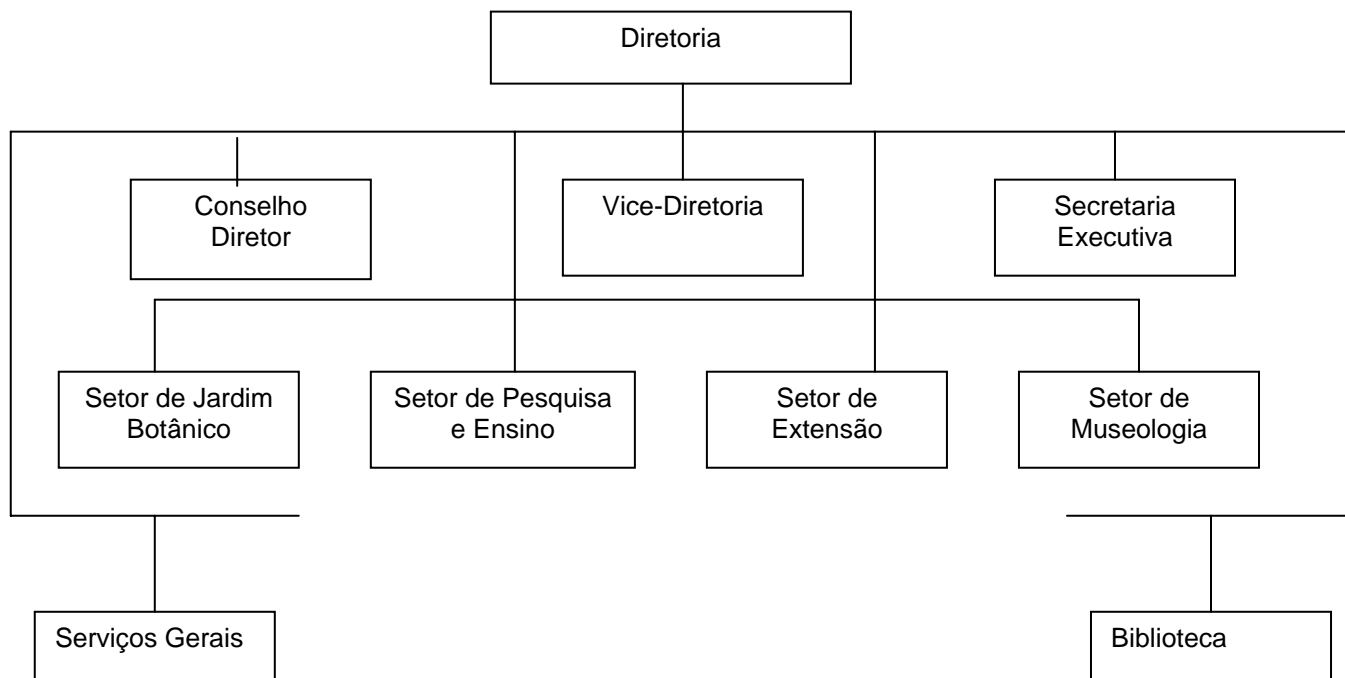 Diretoria
Conselho
Diretor
Vice-Diretoria
Secretaria
Executiva
Setor de Jardim
Botânico
Setor de Pesquisa
e Ensino
Setor de
Extensão
Setor de
Museologia
Serviços Gerais
Biblioteca